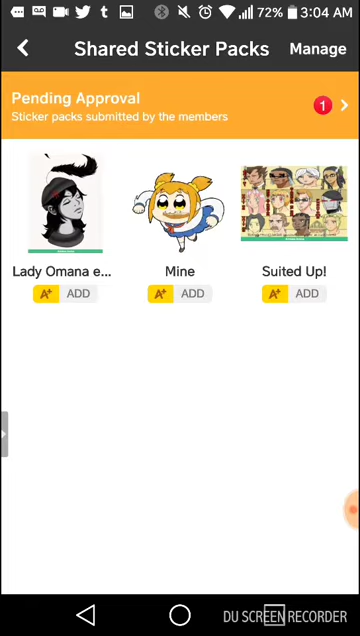 72% 3:04 AM
Shared Sticker Packs Manage
Pending Approval
Sticker packs submitted by the members
1
Lady Omana e... Mine Suited Up!
A+ ADD A+ ADD A+ ADD
DU SCREEN RECORDER